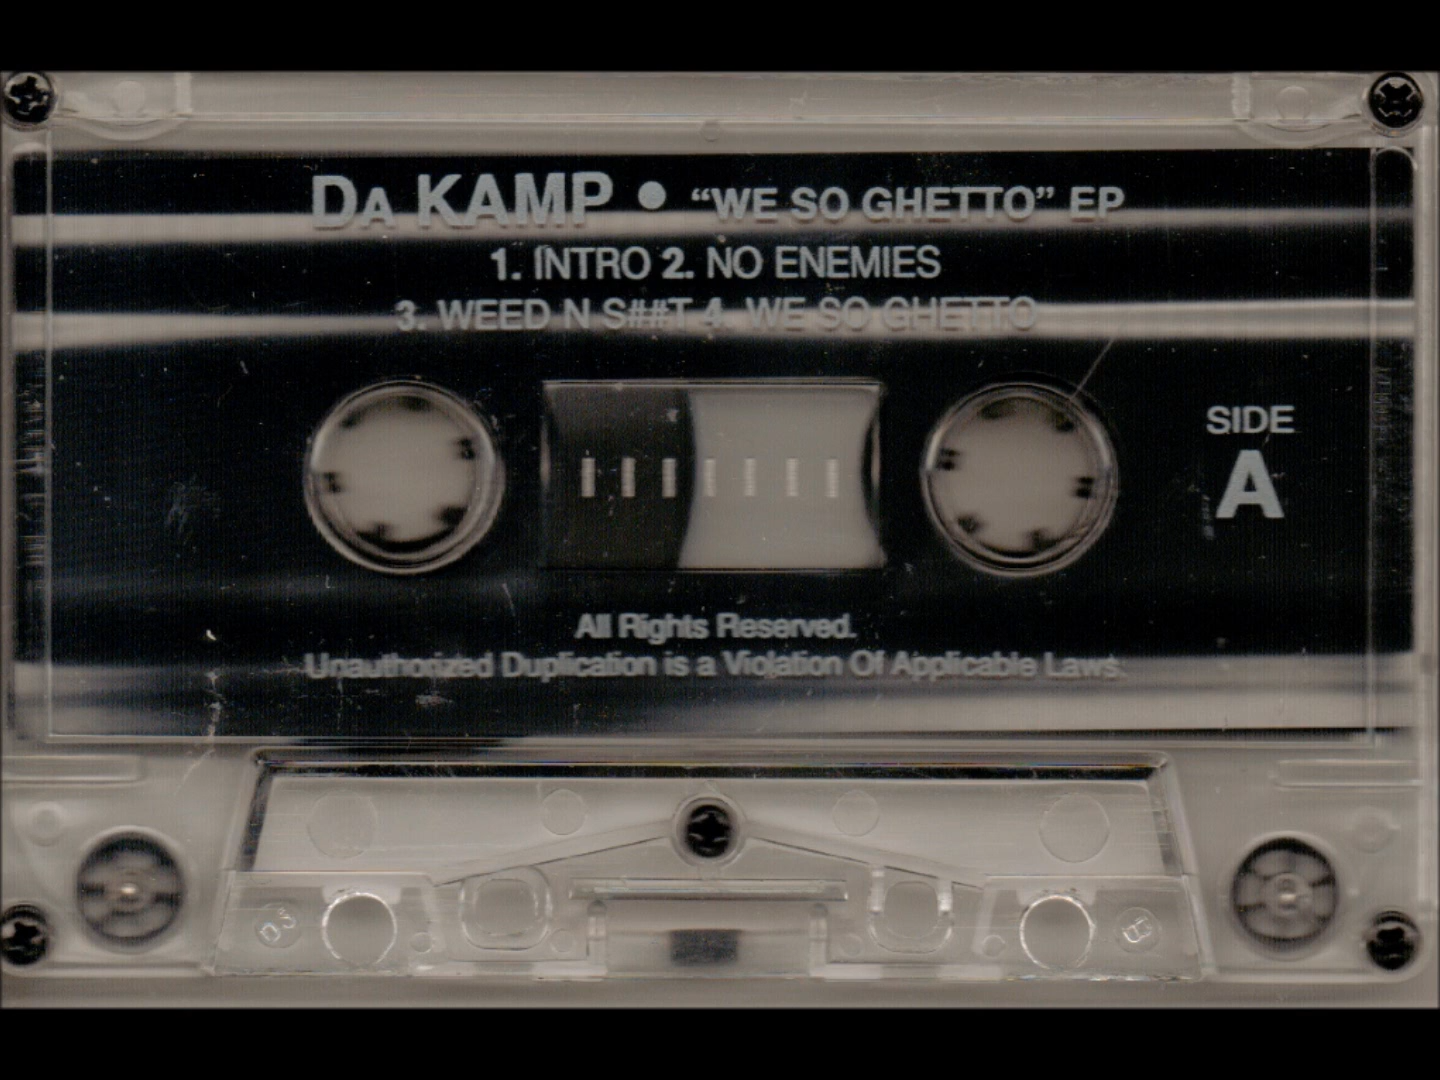 DA KAMP • “WE SO GHETTO” EP
1. INTRO 2. NO ENEMIES
3. WEED N S##T 4. WE SO GHETTO
SIDE
A
All Rights Reserved.
Unauthorized Duplication is a Violation Of Applicable Laws.